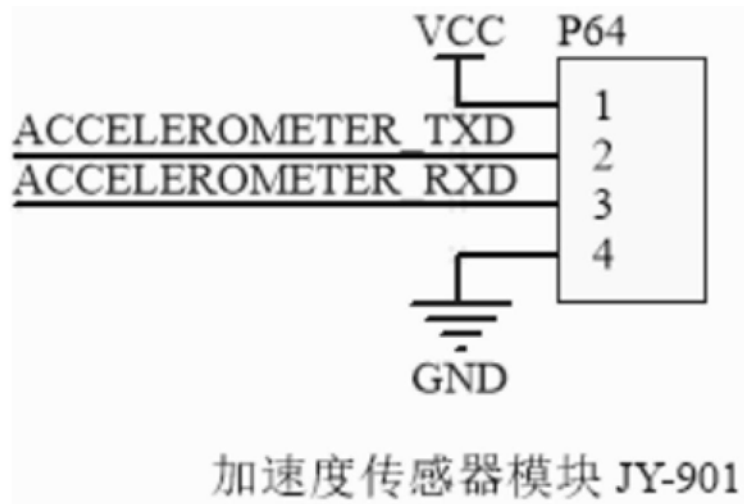 VCC P64
1
ACCELEROMETER_TXD
2
ACCELEROMETER_RXD
3
4
GND
加速度传感器模块 JY-901